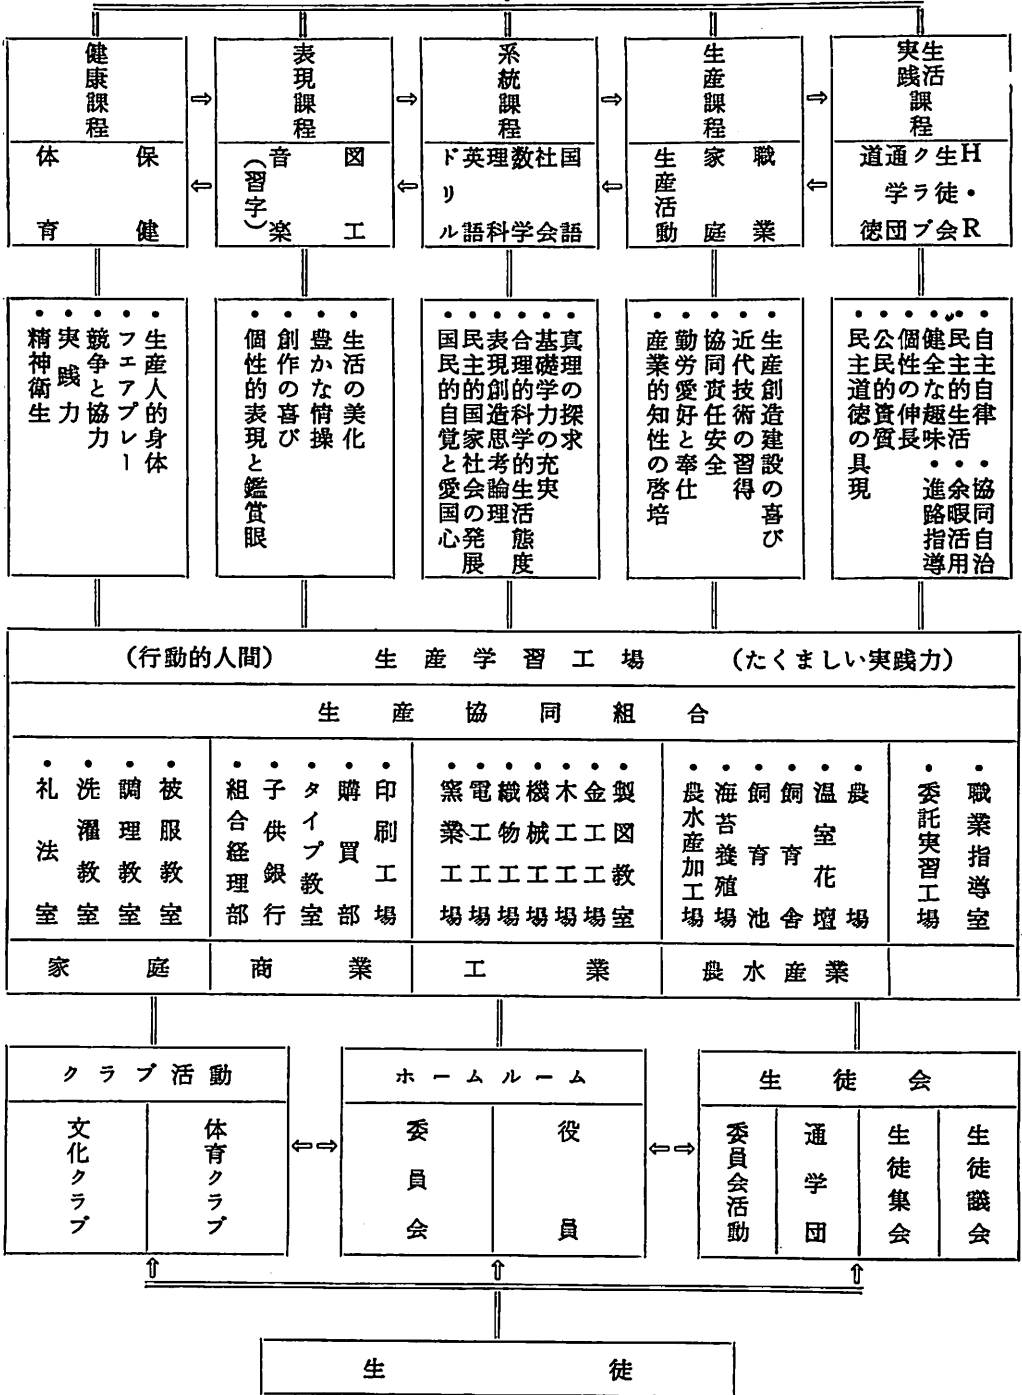 生活実践課程
H・R
生徒会
クラブ
通学団
道徳
生産課程
職業
家庭
生産活動
系統課程
国語
社会
数学
理科
英語
ドリル
表現課程
図工
音楽
（習字）
健康課程
保健
体育
・自主自律・協同自治
・民主的生活・余暇活用
・健全な趣味・進路指導
・個性の伸長
・公民的資質
・民主道徳の具現
・生産創造建設の喜び
・近代技術の習得
・協同責任安全
・勤労愛好と奉仕
・産業的知性の啓培
・真理の探求
・基礎学力の充実
・合理的科学的生活態度
・表現創造思考論理
・民主的国家社会の発展
・国民的自覚と愛国心
・生活の美化
・豊かな情操
・創作の喜び
・個性的表現と鑑賞眼
・生産人的身体
・フェアプレー
・競争と協力
・実践力
・精神衛生
（行動的人間） 生産学習工場 （たくましい実践力）
生産協同組合
・職業指導室
・委託実習工場
・農場
・温室花壇
・飼育舎
・飼育池
・海苔養殖場
・農水産加工場
農水産業
・製図教室
・金工工場
・木工工場
・機械工場
・織物工場
・電工工場
・窯業工場
工業
・印刷工場
・購買部
・タイプ教室
・子供銀行
・組合経理部
商業
・被服教室
・調理教室
・洗濯教室
・礼法室
家庭
生徒会
生徒議会
生徒集会
通学団
委員会活動
ホームルーム
役員
委員会
クラブ活動
体育クラブ
文化クラブ
生徒